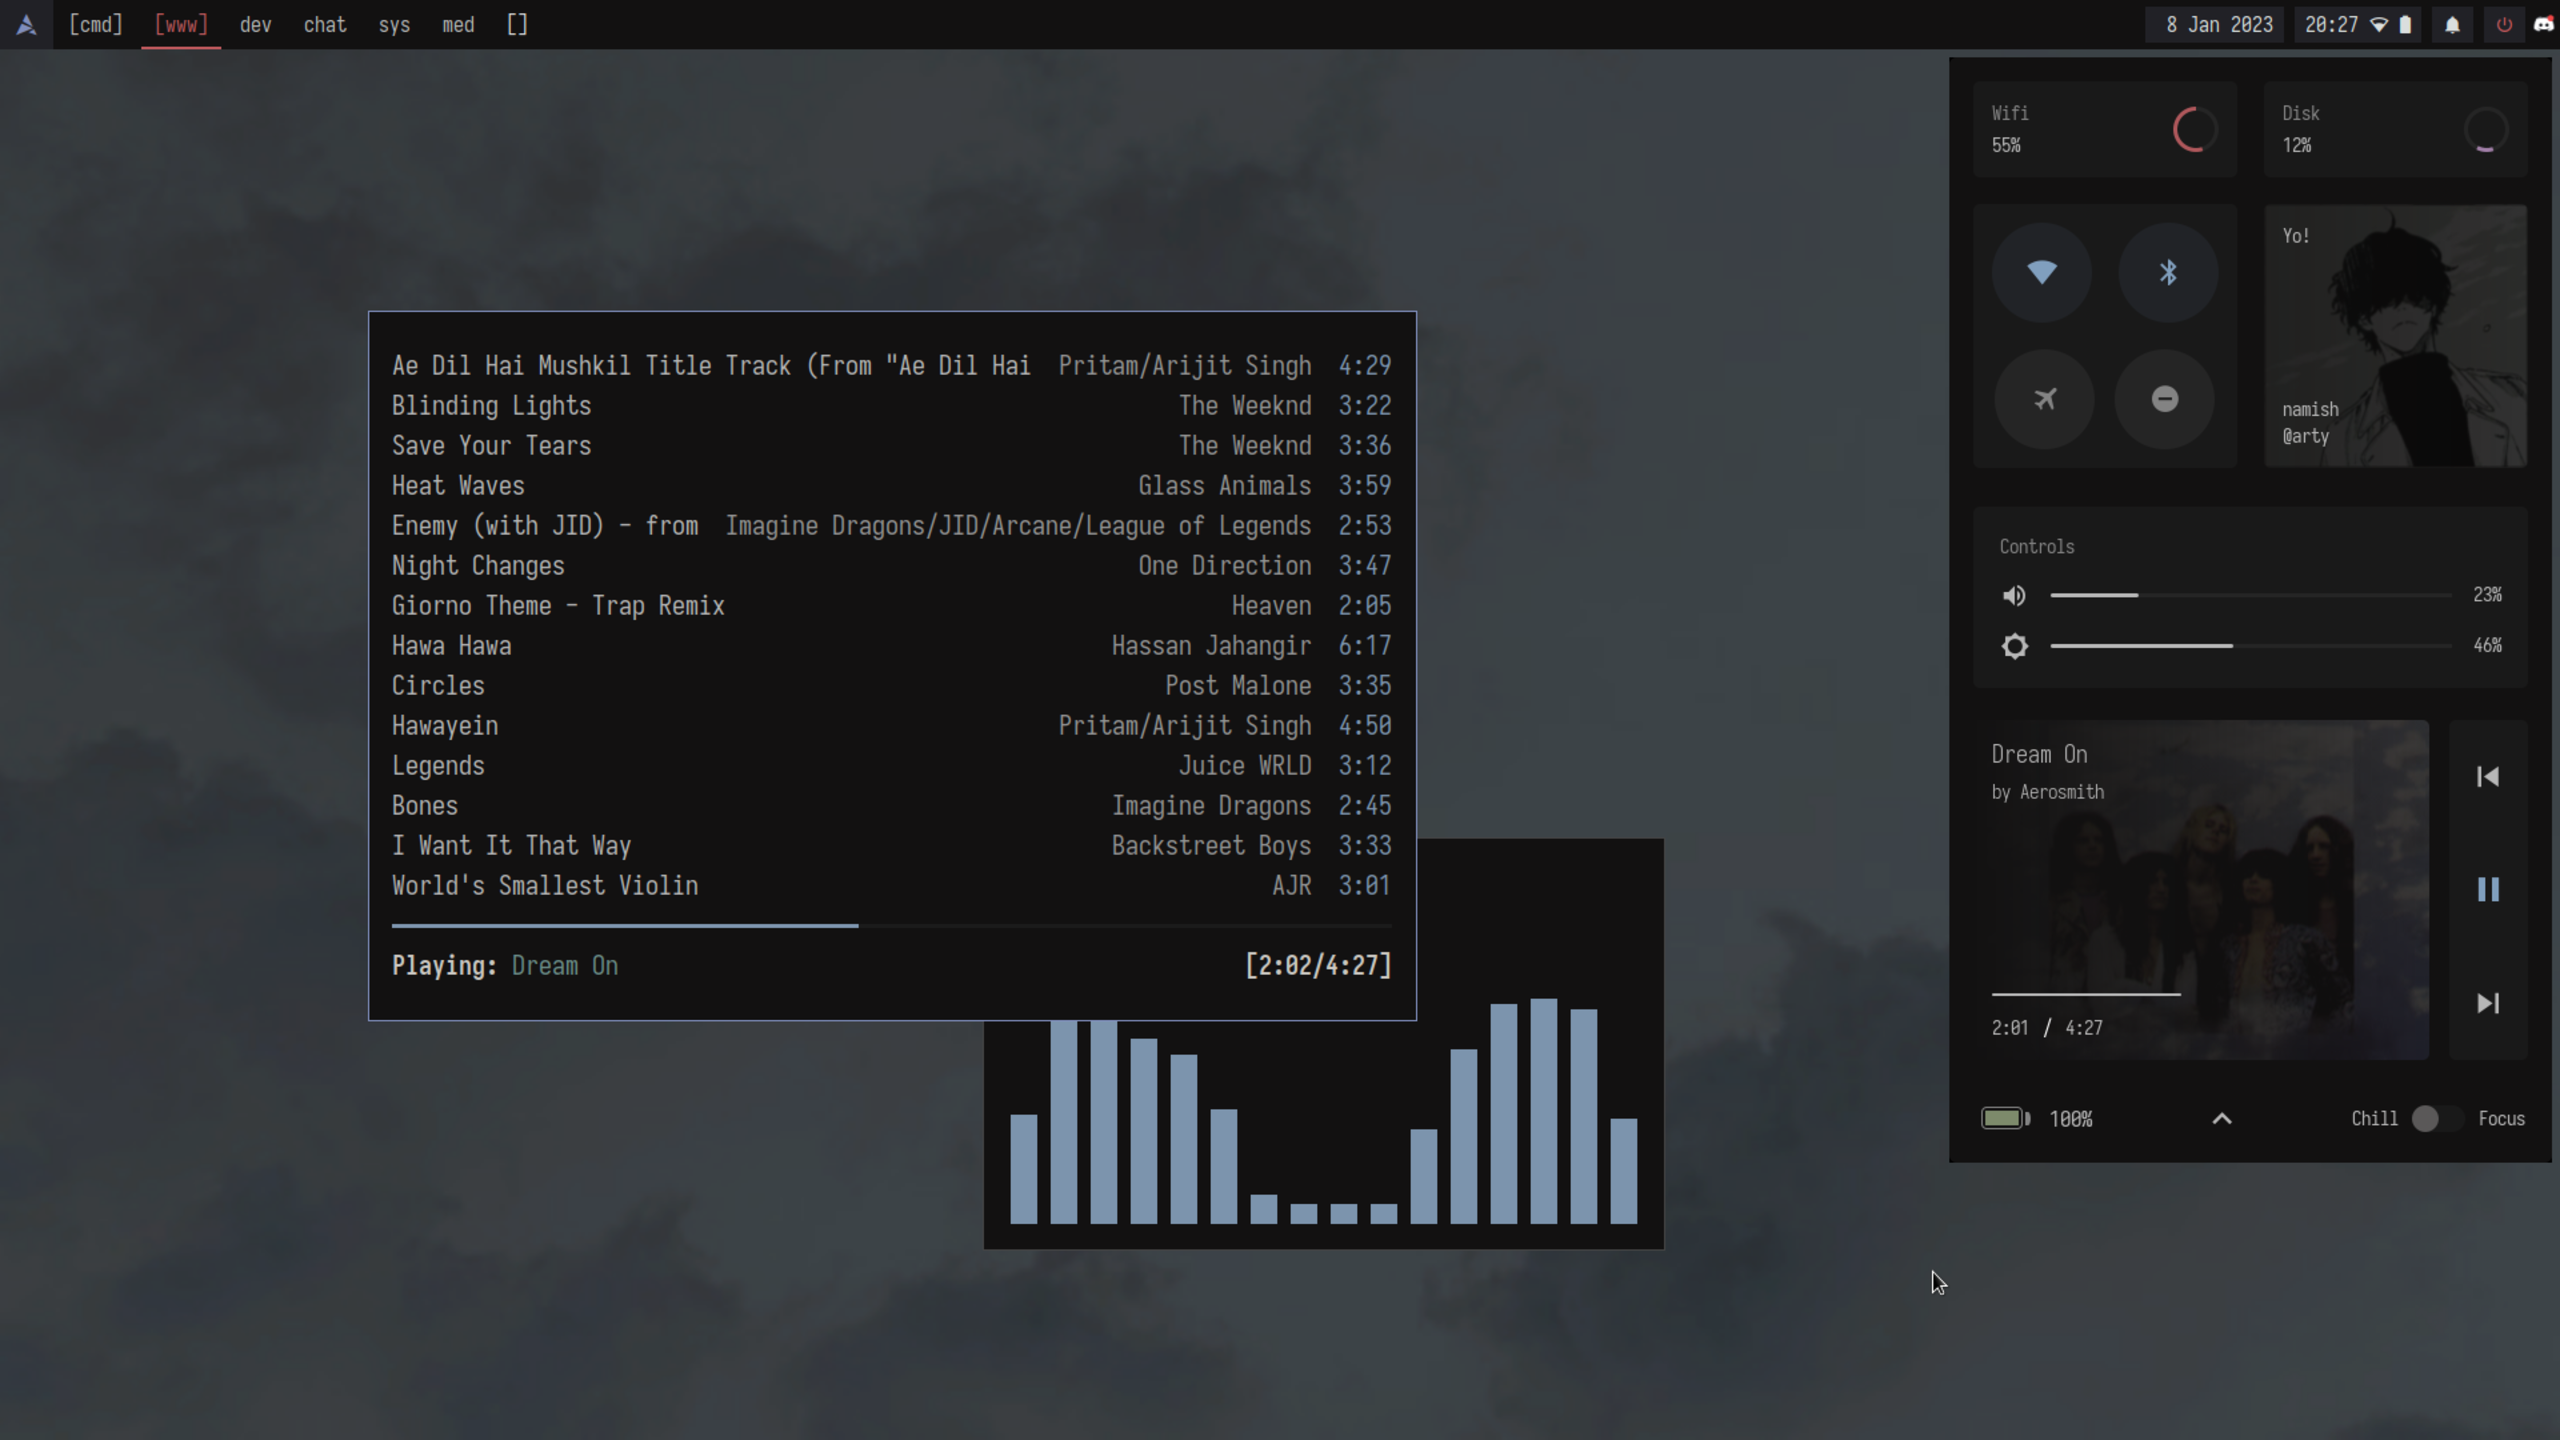 [cmd] [www] dev chat sys med [] 8 Jan 2023 20:27
Ae Dil Hai Mushkil Title Track (From "Ae Dil Hai Pritam/Arijit Singh 4:29
Blinding Lights The Weeknd 3:22
Save Your Tears The Weeknd 3:36
Heat Waves Glass Animals 3:59
Enemy (with JID) - from Imagine Dragons/JID/Arcane/League of Legends 2:53
Night Changes One Direction 3:47
Giorno Theme - Trap Remix Heaven 2:05
Hawa Hawa Hassan Jahangir 6:17
Circles Post Malone 3:35
Hawayein Pritam/Arijit Singh 4:50
Legends Juice WRLD 3:12
Bones Imagine Dragons 2:45
I Want It That Way Backstreet Boys 3:33
World's Smallest Violin AJR 3:01
Playing: Dream On [2:02/4:27]
Wifi
55%
Disk
12%
Yo!
namish
@arty
Controls
23%
46%
Dream On
by Aerosmith
2:01 / 4:27
100% Chill Focus